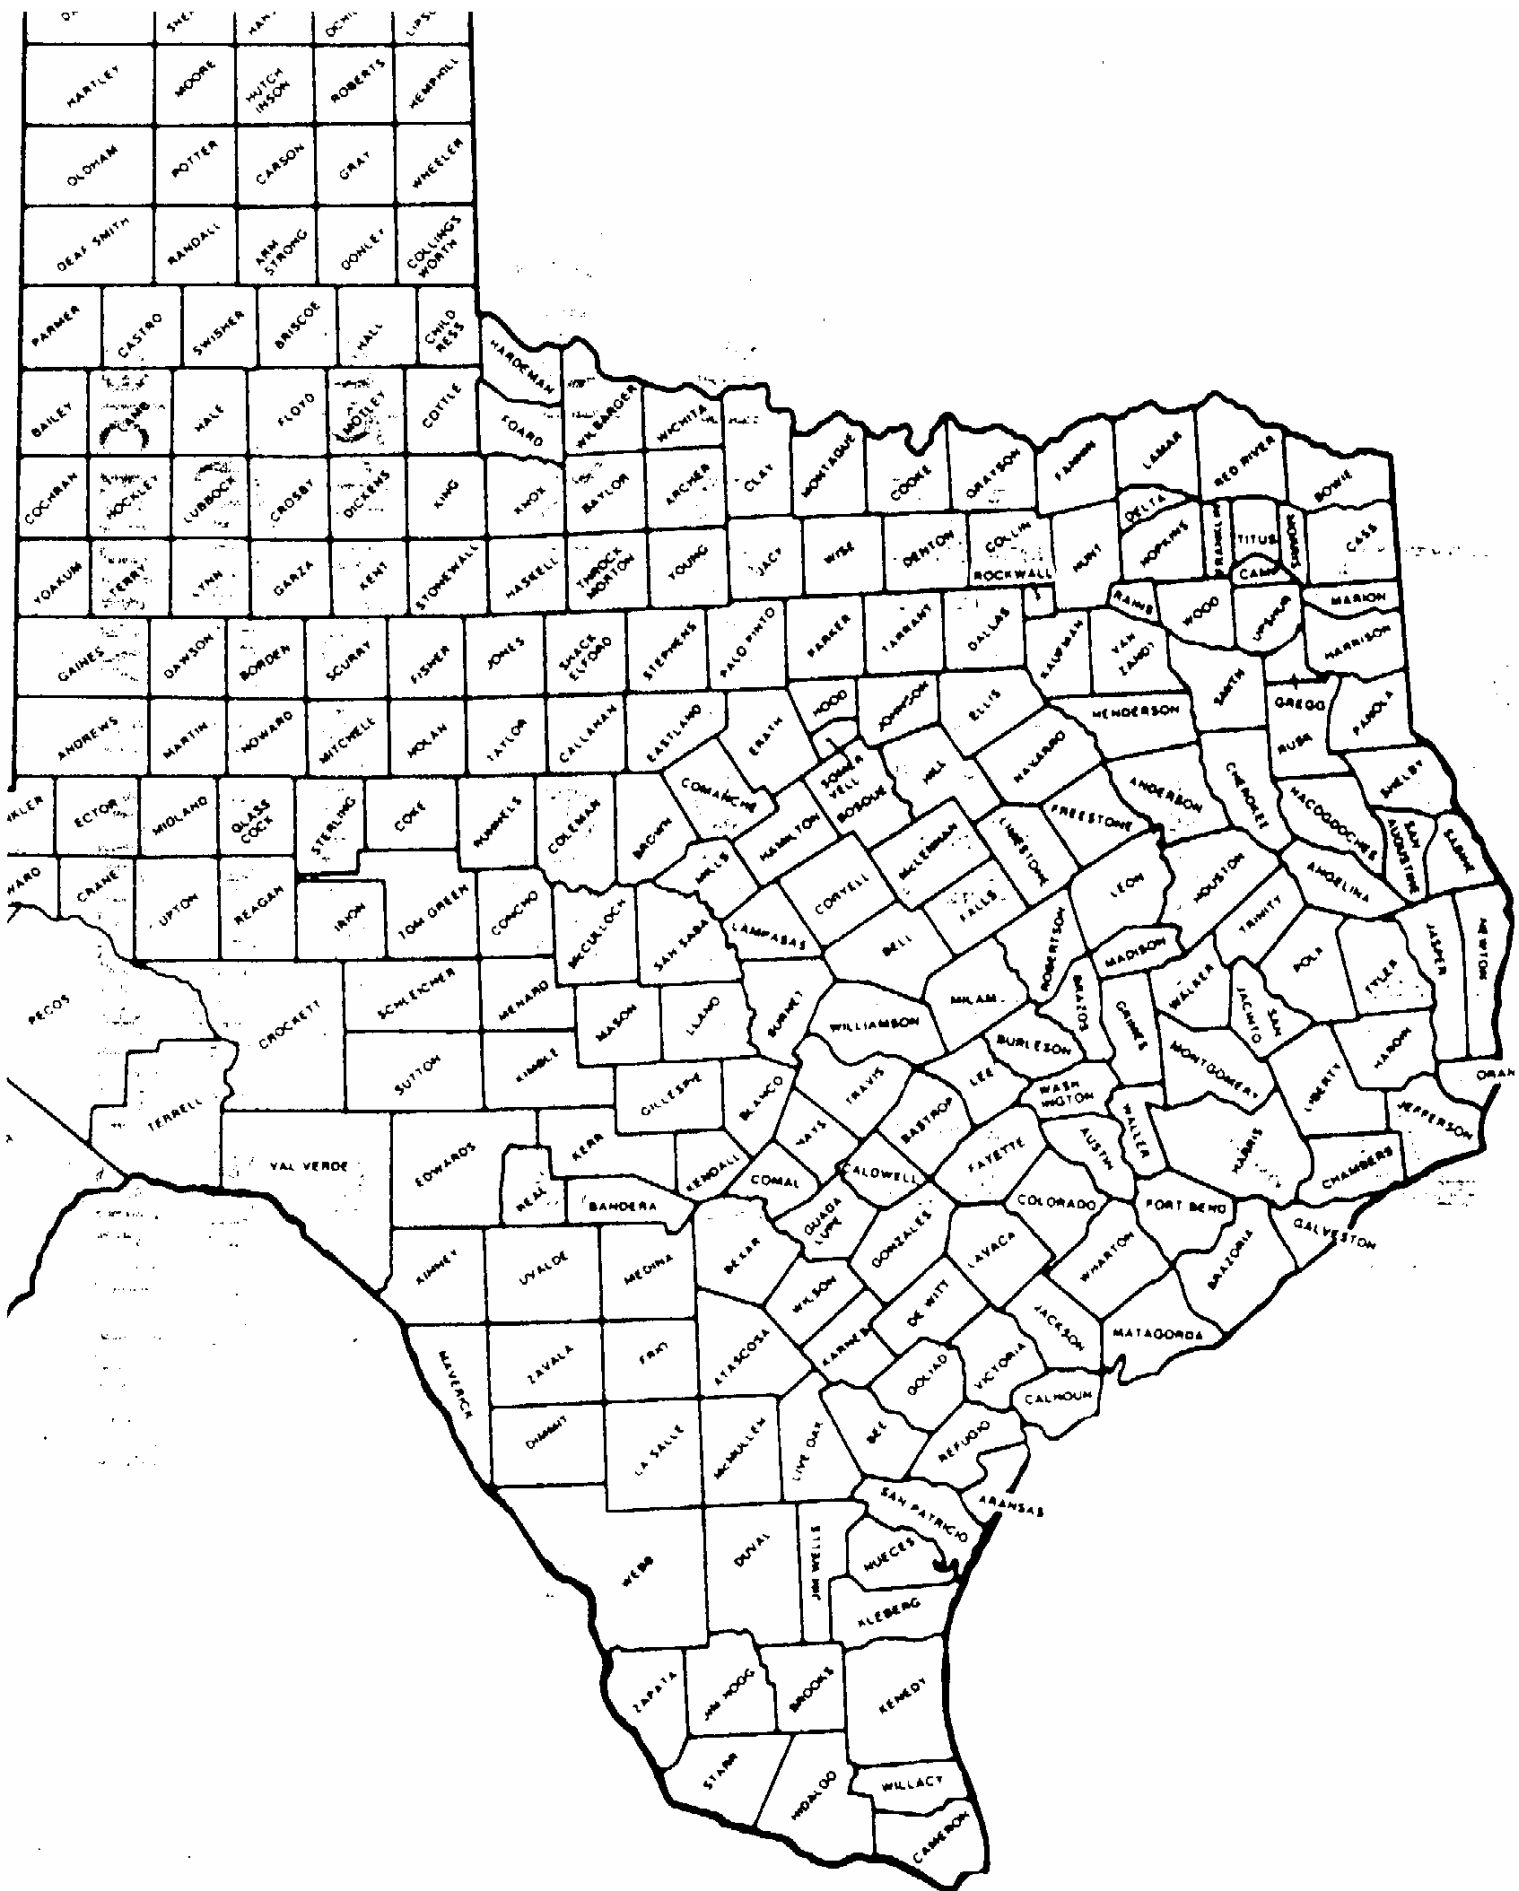 HARTLEY
MOORE
HUTCH
INSON
ROBERTS
HEMPHILL
OLDHAM
POTTER
CARSON
GRAY
WHEELER
DEAF SMITH
RANDALL
ARM
STRONG
DONLEY
COLLINGS
WORTH
PARMER
CASTRO
SWISHER
BRISCOE
HALL
CHILD
RESS
HARDEMAN
BAILEY
LAMB
HALE
FLOYD
MOTLEY
COTTLE
FOARD
WILBARGER
WICHITA
CLAY
MONTAGUE
COOKE
GRAYSON
FANNIN
LAMAR
RED RIVER
BOWIE
COCHRAN
HOCKLEY
LUBBOCK
CROSBY
DICKENS
KING
KNOX
BAYLOR
ARCHER
DELTA
HOPKINS
FRANKLIN
TITUS
MORRIS
CASS
YOAKUM
TERRY
LYNN
GARZA
KENT
STONEWALL
HASKELL
THROCK
MORTON
YOUNG
JACK
WISE
DENTON
COLLIN
ROCKWALL
HUNT
CAMP
RAINS
WOOD
UPSHUR
MARION
HARRISON
GAINES
DAWSON
BORDEN
SCURRY
FISHER
JONES
SHACK
ELFORD
STEPHENS
PALO PINTO
PARKER
TARRANT
DALLAS
KAUFMAN
VAN
ZANDT
SMITH
GREGG
PANOLA
ANDREWS
MARTIN
HOWARD
MITCHELL
NOLAN
TAYLOR
CALLAHAN
EASTLAND
ERATH
HOOD
JOHNSON
ELLIS
HENDERSON
RUSK
ECTOR
MIDLAND
GLASS
COCK
STERLING
COKE
RUNNELS
COLEMAN
BROWN
COMANCHE
SOMER
VELL
BOSQUE
HILL
NAVARRO
ANDERSON
CHEROKEE
NACOGDOCHES
SHELBY
WARD
CRANE
UPTON
REAGAN
IRION
TOM GREEN
CONCHO
McCULLOCH
SAN SABA
MILLS
HAMILTON
CORYELL
McLENNAN
LIMESTONE
FREESTONE
LEON
HOUSTON
ANGELINA
SAN
AUGUSTINE
SABINE
LAMPASAS
BELL
FALLS
ROBERTSON
MADISON
TRINITY
POLK
TYLER
JASPER
NEWTON
PECOS
CROCKETT
SCHLEICHER
MENARD
MASON
LLANO
BURNET
WILLIAMSON
MILAM
BRAZOS
GRIMES
WALKER
SAN
JACINTO
HARDIN
TERRELL
SUTTON
KIMBLE
GILLESPIE
BLANCO
TRAVIS
LEE
BURLESON
WASH
INGTON
MONTGOMERY
LIBERTY
ORAN
JEFFERSON
VAL VERDE
EDWARDS
REAL
KERR
BANDERA
KENDALL
HAYS
COMAL
CALDWELL
BASTROP
FAYETTE
AUSTIN
WALLER
HARRIS
CHAMBERS
KINNEY
UVALDE
MEDINA
BEXAR
GUADA
LUPE
GONZALES
LAVACA
COLORADO
FORT BEND
GALVESTON
BRAZORIA
WHARTON
MAVERICK
ZAVALA
FRIO
ATASCOSA
WILSON
KARNES
DE WITT
JACKSON
MATAGORDA
DIMMIT
LA SALLE
McMULLEN
LIVE OAK
BEE
GOLIAD
VICTORIA
CALHOUN
REFUGIO
ARANSAS
SAN PATRICIO
WEBB
DUVAL
JIM WELLS
NUECES
KLEBERG
ZAPATA
JIM HOGG
BROOKS
KENEDY
STARR
HIDALGO
WILLACY
CAMERON